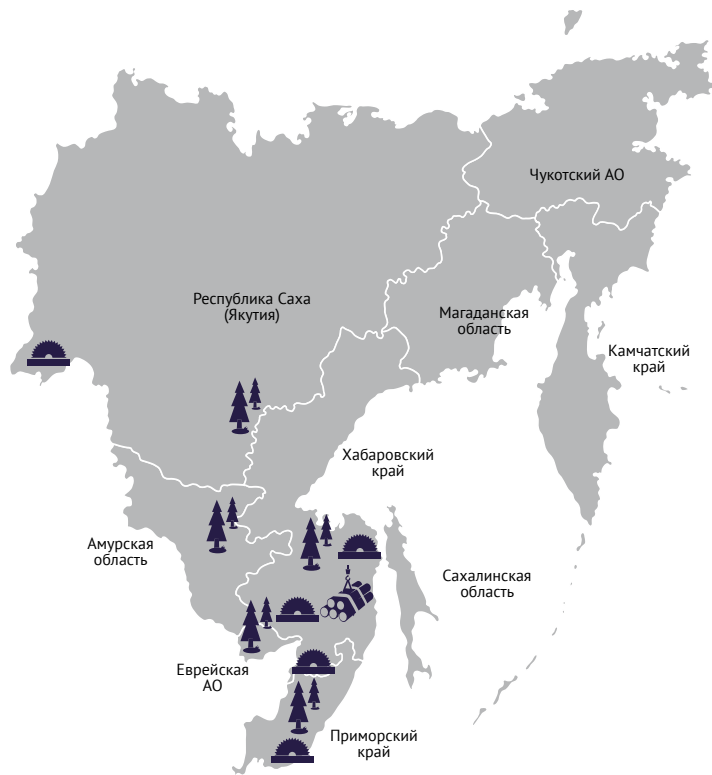 Чукотский АО
Республика Саха
(Якутия)
Магаданская
область
Камчатский
край
Хабаровский
край
Амурская
область
Сахалинская
область
Еврейская
АО
Приморский
край